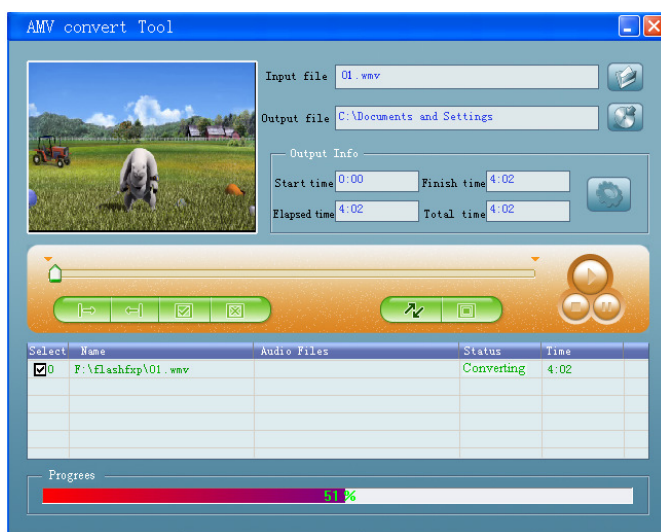 AMV convert Tool
Input file 01.wmv
Output file C:\Documents and Settings
Output Info
Start time 0:00 Finish time 4:02
Elapsed time 4:02 Total time 4:02
Select Name Audio Files Status Time
0 F:\flashfxp\01.wmv Converting 4:02
Progrees
51 %